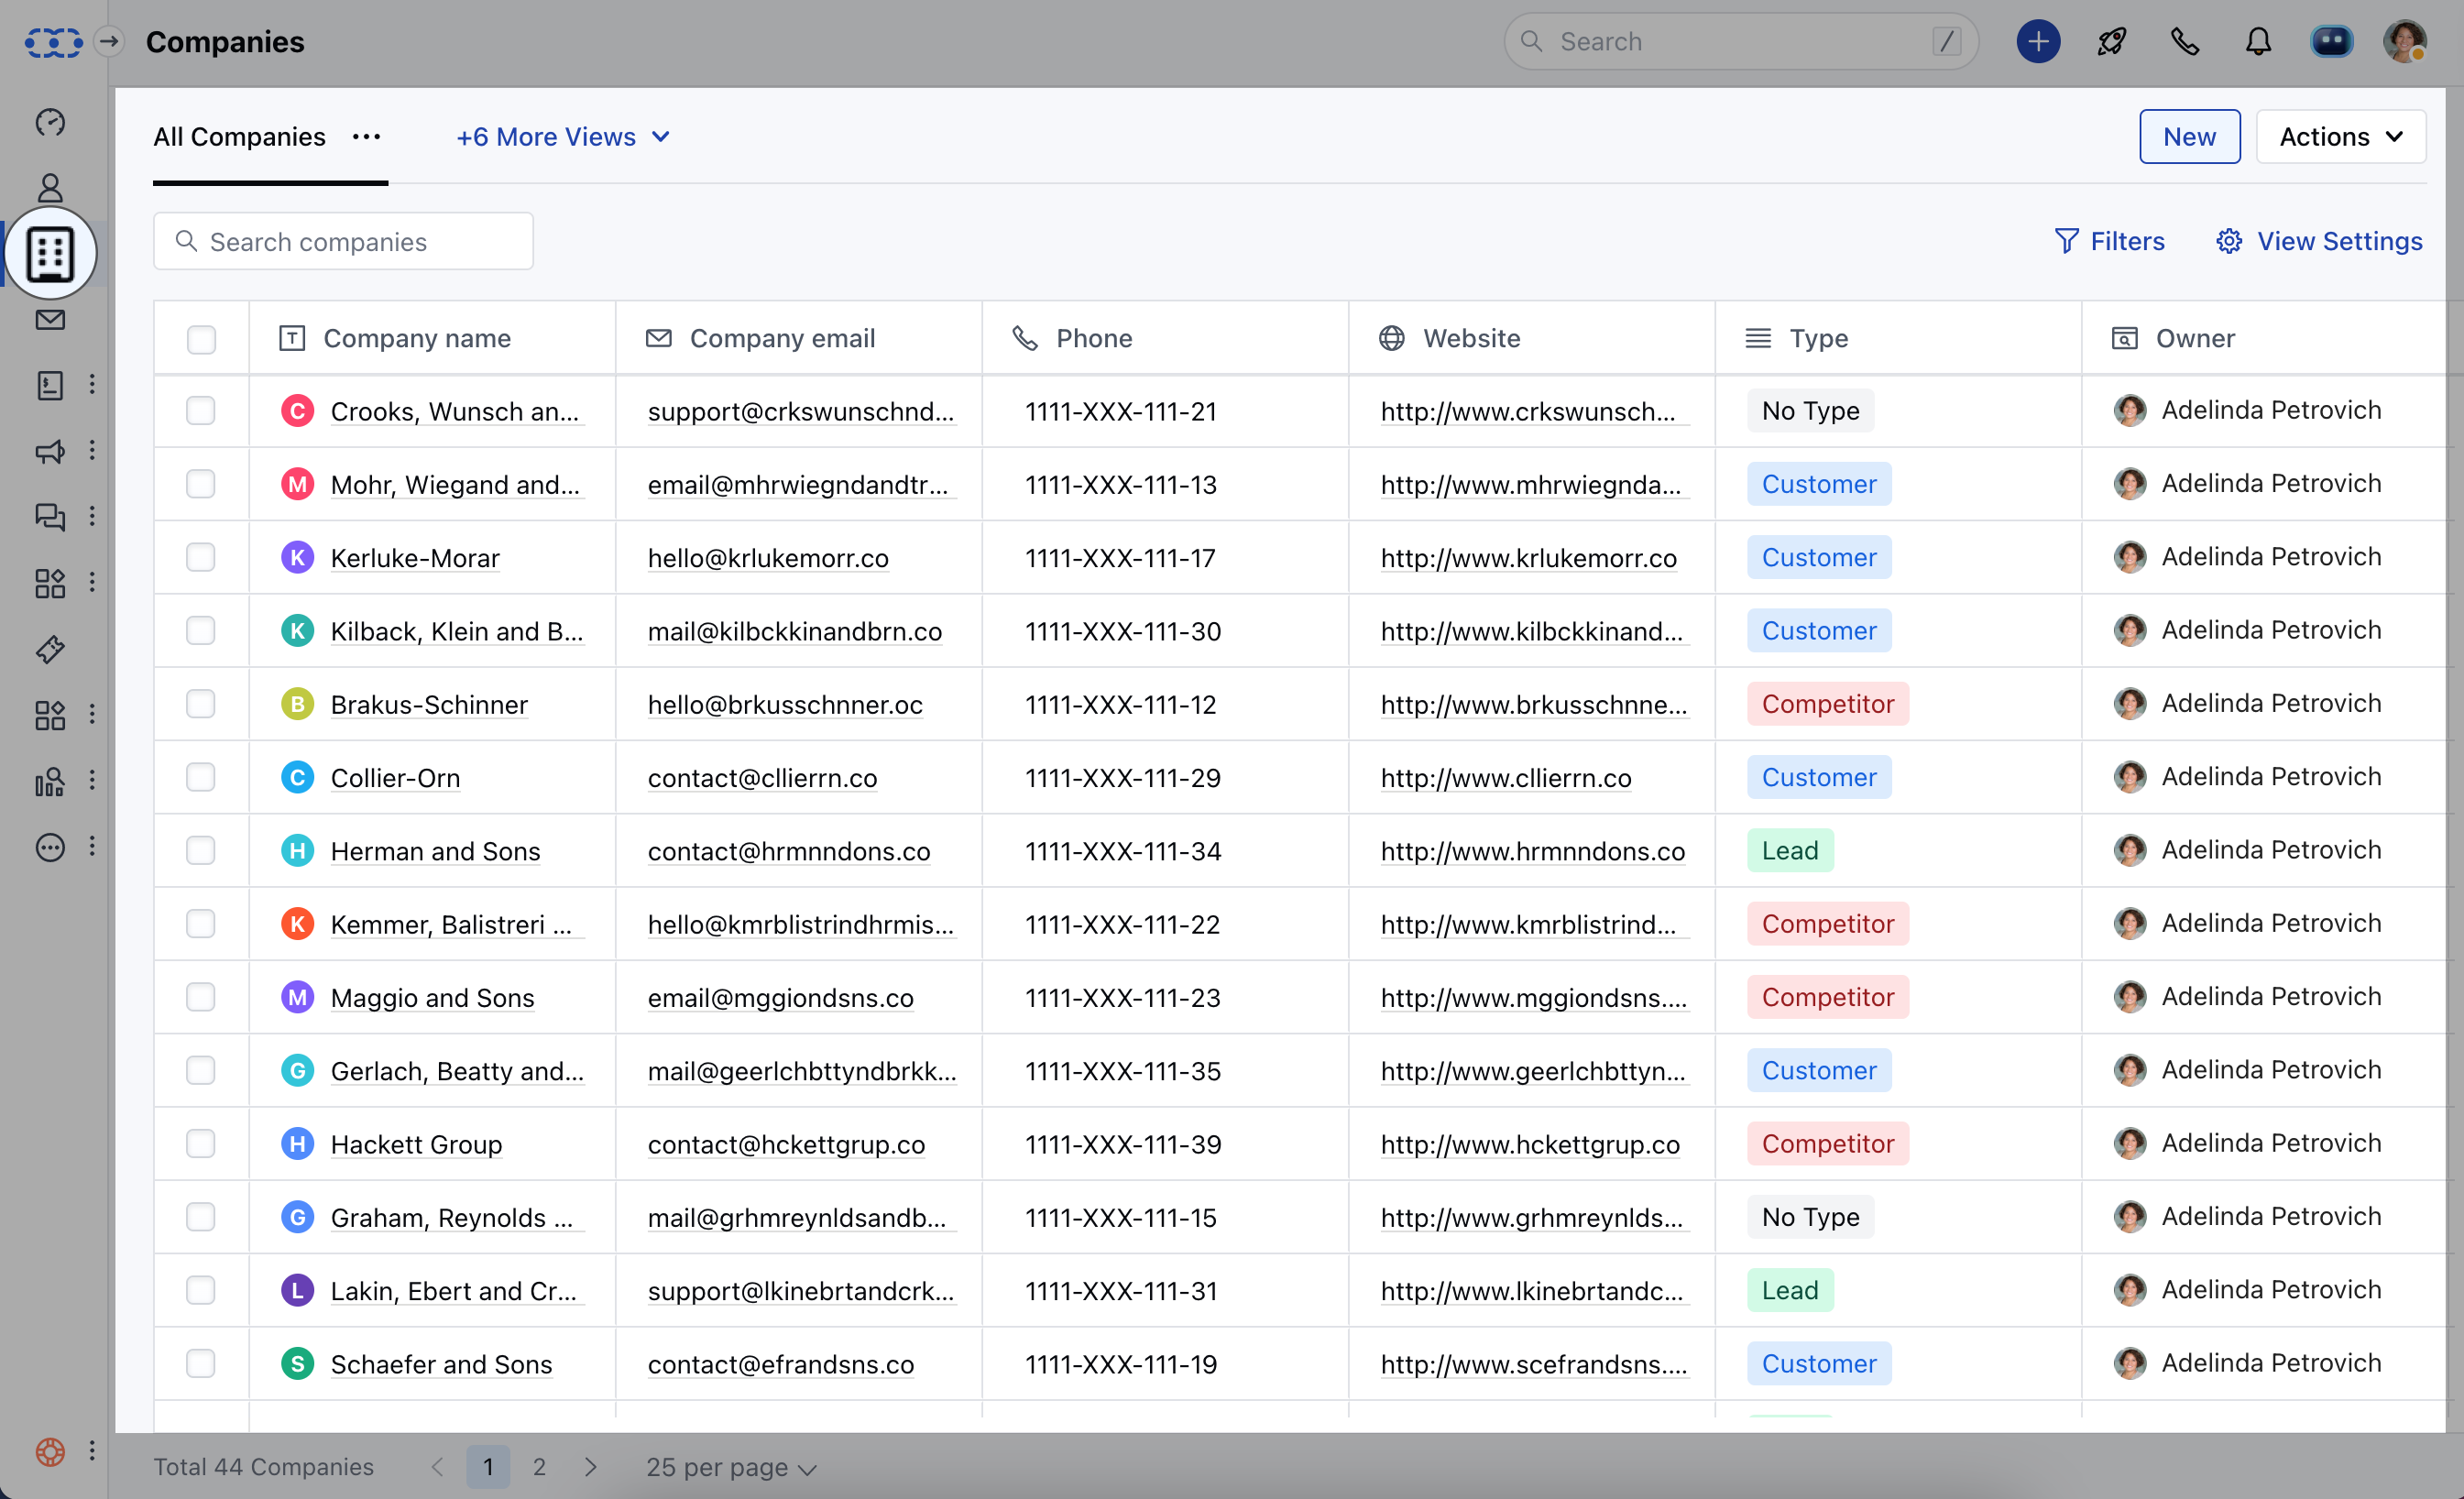 Companies
Search /
All Companies ... +6 More Views New Actions
Search companies Filters View Settings
T Company name Company email Phone Website Type Owner
C Crooks, Wunsch an... support@crkswunschnd... 1111-XXX-111-21 http://www.crkswunsch... No Type Adelinda Petrovich
M Mohr, Wiegand and... email@mhrwiegndandtr... 1111-XXX-111-13 http://www.mhrwiegnda... Customer Adelinda Petrovich
K Kerluke-Morar hello@krlukemorr.co 1111-XXX-111-17 http://www.krlukemorr.co Customer Adelinda Petrovich
K Kilback, Klein and B... mail@kilbckkinandbrn.co 1111-XXX-111-30 http://www.kilbckkinand... Customer Adelinda Petrovich
B Brakus-Schinner hello@brkusschnner.oc 1111-XXX-111-12 http://www.brkusschnne... Competitor Adelinda Petrovich
C Collier-Orn contact@cllierrn.co 1111-XXX-111-29 http://www.cllierrn.co Customer Adelinda Petrovich
H Herman and Sons contact@hrmnndons.co 1111-XXX-111-34 http://www.hrmnndons.co Lead Adelinda Petrovich
K Kemmer, Balistreri ... hello@kmrblistrindhrmis... 1111-XXX-111-22 http://www.kmrblistrind... Competitor Adelinda Petrovich
M Maggio and Sons email@mggiondsns.co 1111-XXX-111-23 http://www.mggiondsns.... Competitor Adelinda Petrovich
G Gerlach, Beatty and... mail@geerlchbttyndbrkk... 1111-XXX-111-35 http://www.geerlchbttyn... Customer Adelinda Petrovich
H Hackett Group contact@hckettgrup.co 1111-XXX-111-39 http://www.hckettgrup.co Competitor Adelinda Petrovich
G Graham, Reynolds ... mail@grhmreynldsandb... 1111-XXX-111-15 http://www.grhmreynlds... No Type Adelinda Petrovich
L Lakin, Ebert and Cr... support@lkinebrtandcrk... 1111-XXX-111-31 http://www.lkinebrtandc... Lead Adelinda Petrovich
S Schaefer and Sons contact@efrandsns.co 1111-XXX-111-19 http://www.scefrandsns.... Customer Adelinda Petrovich
Total 44 Companies 1 2 25 per page